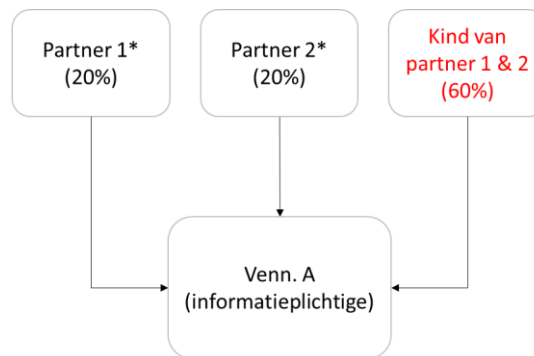 Partner 1*
(20%)
Partner 2*
(20%)
Kind van
partner 1 & 2
(60%)
Venn. A
(informatieplichtige)